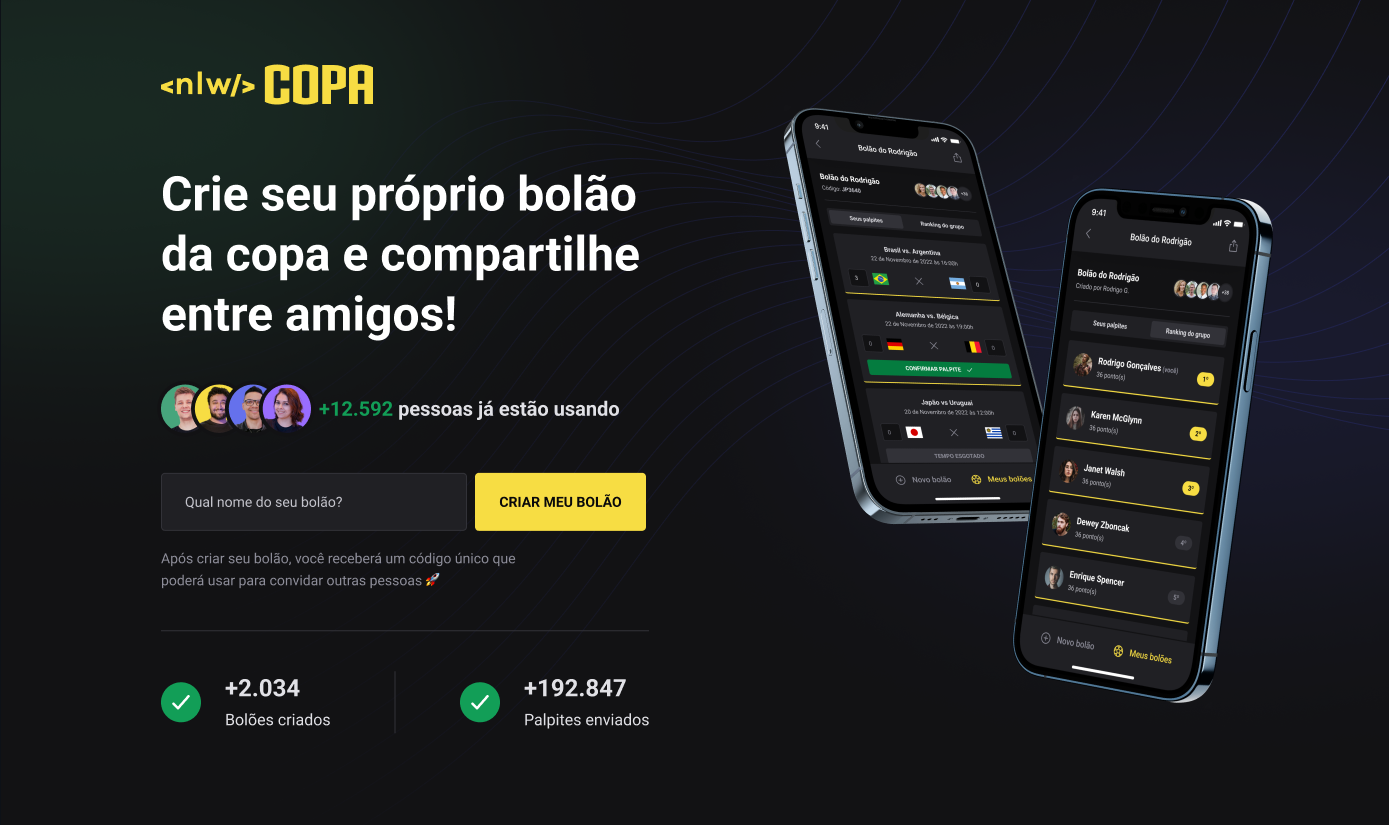 <nlw/> COPA
Crie seu próprio bolão
da copa e compartilhe
entre amigos!
+12.592 pessoas já estão usando
Qual nome do seu bolão?
CRIAR MEU BOLÃO
Após criar seu bolão, você receberá um código único que
poderá usar para convidar outras pessoas 🚀
+2.034
Bolões criados
+192.847
Palpites enviados
9:41
Bolão do Rodrigão
Bolão do Rodrigão
Código: JP3640
Seus palpites
Ranking do grupo
Brasil vs. Argentina
22 de Novembro de 2022 às 16:00h
3
0
Alemanha vs. Bélgica
22 de Novembro de 2022 às 19:00h
0
0
CONFIRMAR PALPITE
Japão vs Uruguai
20 de Novembro de 2022 às 12:00h
0
0
TEMPO ESGOTADO
Novo bolão
Meus bolões
9:41
Bolão do Rodrigão
Bolão do Rodrigão
Criado por Rodrigo G.
Seus palpites
Ranking do grupo
Rodrigo Gonçalves (você)
36 ponto(s)
1º
Karen McGlynn
36 ponto(s)
2º
Janet Walsh
36 ponto(s)
3º
Dewey Zboncak
36 ponto(s)
4º
Enrique Spencer
36 ponto(s)
5º
Novo bolão
Meus bolões